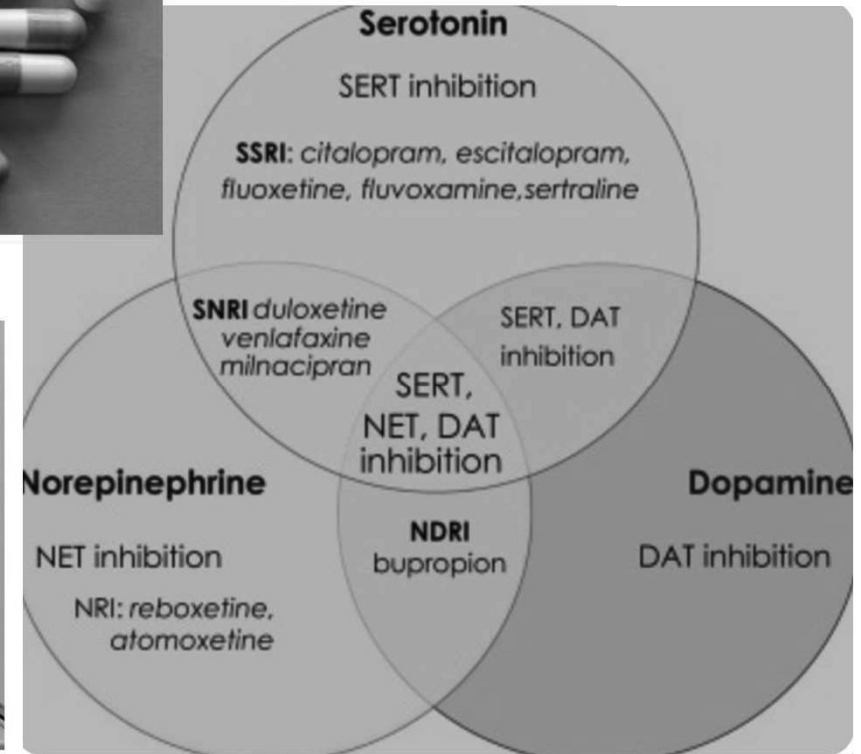 Serotonin
SERT inhibition
SSRI: citalopram, escitalopram,
fluoxetine, fluvoxamine,sertraline
SNRI duloxetine
venlafaxine
milnacipran
SERT, DAT
inhibition
SERT,
NET, DAT
inhibition
Norepinephrine
NET inhibition
NRI: reboxetine,
atomoxetine
NDRI
bupropion
Dopamine
DAT inhibition